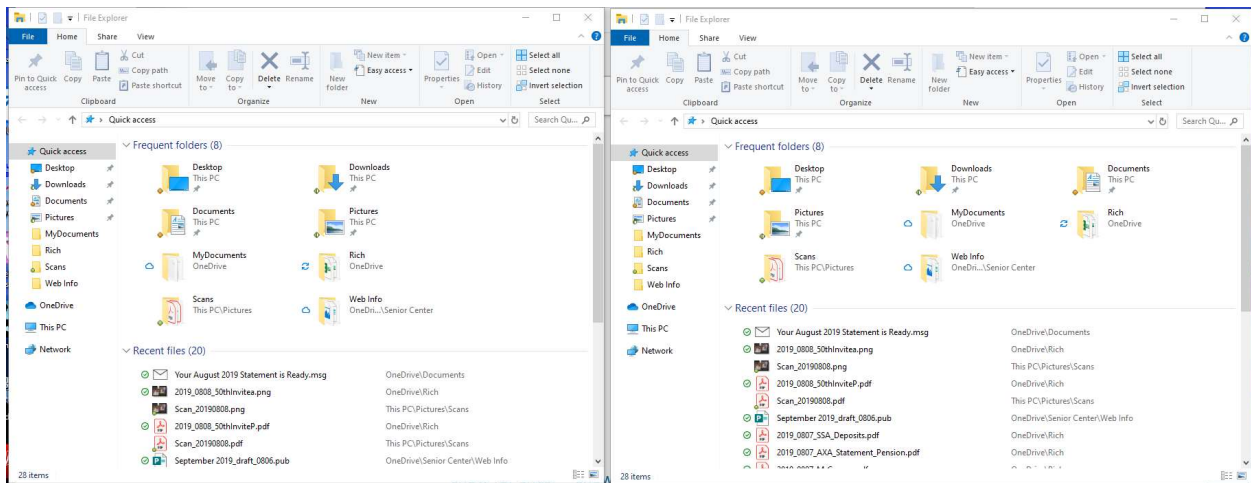 File Explorer
File Home Share View
Pin to Quick access
Copy
Paste
Cut
Copy path
Paste shortcut
Clipboard
Move to
Copy to
Delete
Rename
Organize
New folder
New item
Easy access
New
Properties
Open
Edit
History
Open
Select all
Select none
Invert selection
Select
Quick access
Search Qu...
Quick access
Desktop
Downloads
Documents
Pictures
MyDocuments
Rich
Scans
Web Info
OneDrive
This PC
Network
Frequent folders (8)
Desktop
This PC
Downloads
This PC
Documents
This PC
Pictures
This PC
MyDocuments
OneDrive
Rich
OneDrive
Scans
This PC\Pictures
Web Info
OneDri...\Senior Center
Recent files (20)
Your August 2019 Statement is Ready.msg OneDrive\Documents
2019_0808_50thInvitea.png OneDrive\Rich
Scan_20190808.png This PC\Pictures\Scans
2019_0808_50thInviteP.pdf OneDrive\Rich
Scan_20190808.pdf This PC\Pictures\Scans
September 2019_draft_0806.pub OneDrive\Senior Center\Web Info
28 items
File Explorer
File Home Share View
Pin to Quick access
Copy
Paste
Cut
Copy path
Paste shortcut
Clipboard
Move to
Copy to
Delete
Rename
Organize
New folder
New item
Easy access
New
Properties
Open
Edit
History
Open
Select all
Select none
Invert selection
Select
Quick access
Search Qu...
Quick access
Desktop
Downloads
Documents
Pictures
MyDocuments
Rich
Scans
Web Info
OneDrive
This PC
Network
Frequent folders (8)
Desktop
This PC
Downloads
This PC
Documents
This PC
Pictures
This PC
MyDocuments
OneDrive
Rich
OneDrive
Scans
This PC\Pictures
Web Info
OneDri...\Senior Center
Recent files (20)
Your August 2019 Statement is Ready.msg OneDrive\Documents
2019_0808_50thInvitea.png OneDrive\Rich
Scan_20190808.png This PC\Pictures\Scans
2019_0808_50thInviteP.pdf OneDrive\Rich
Scan_20190808.pdf This PC\Pictures\Scans
September 2019_draft_0806.pub OneDrive\Senior Center\Web Info
2019_0807_SSA_Deposits.pdf OneDrive\Rich
2019_0807_AXA_Statement_Pension.pdf OneDrive\Rich
28 items